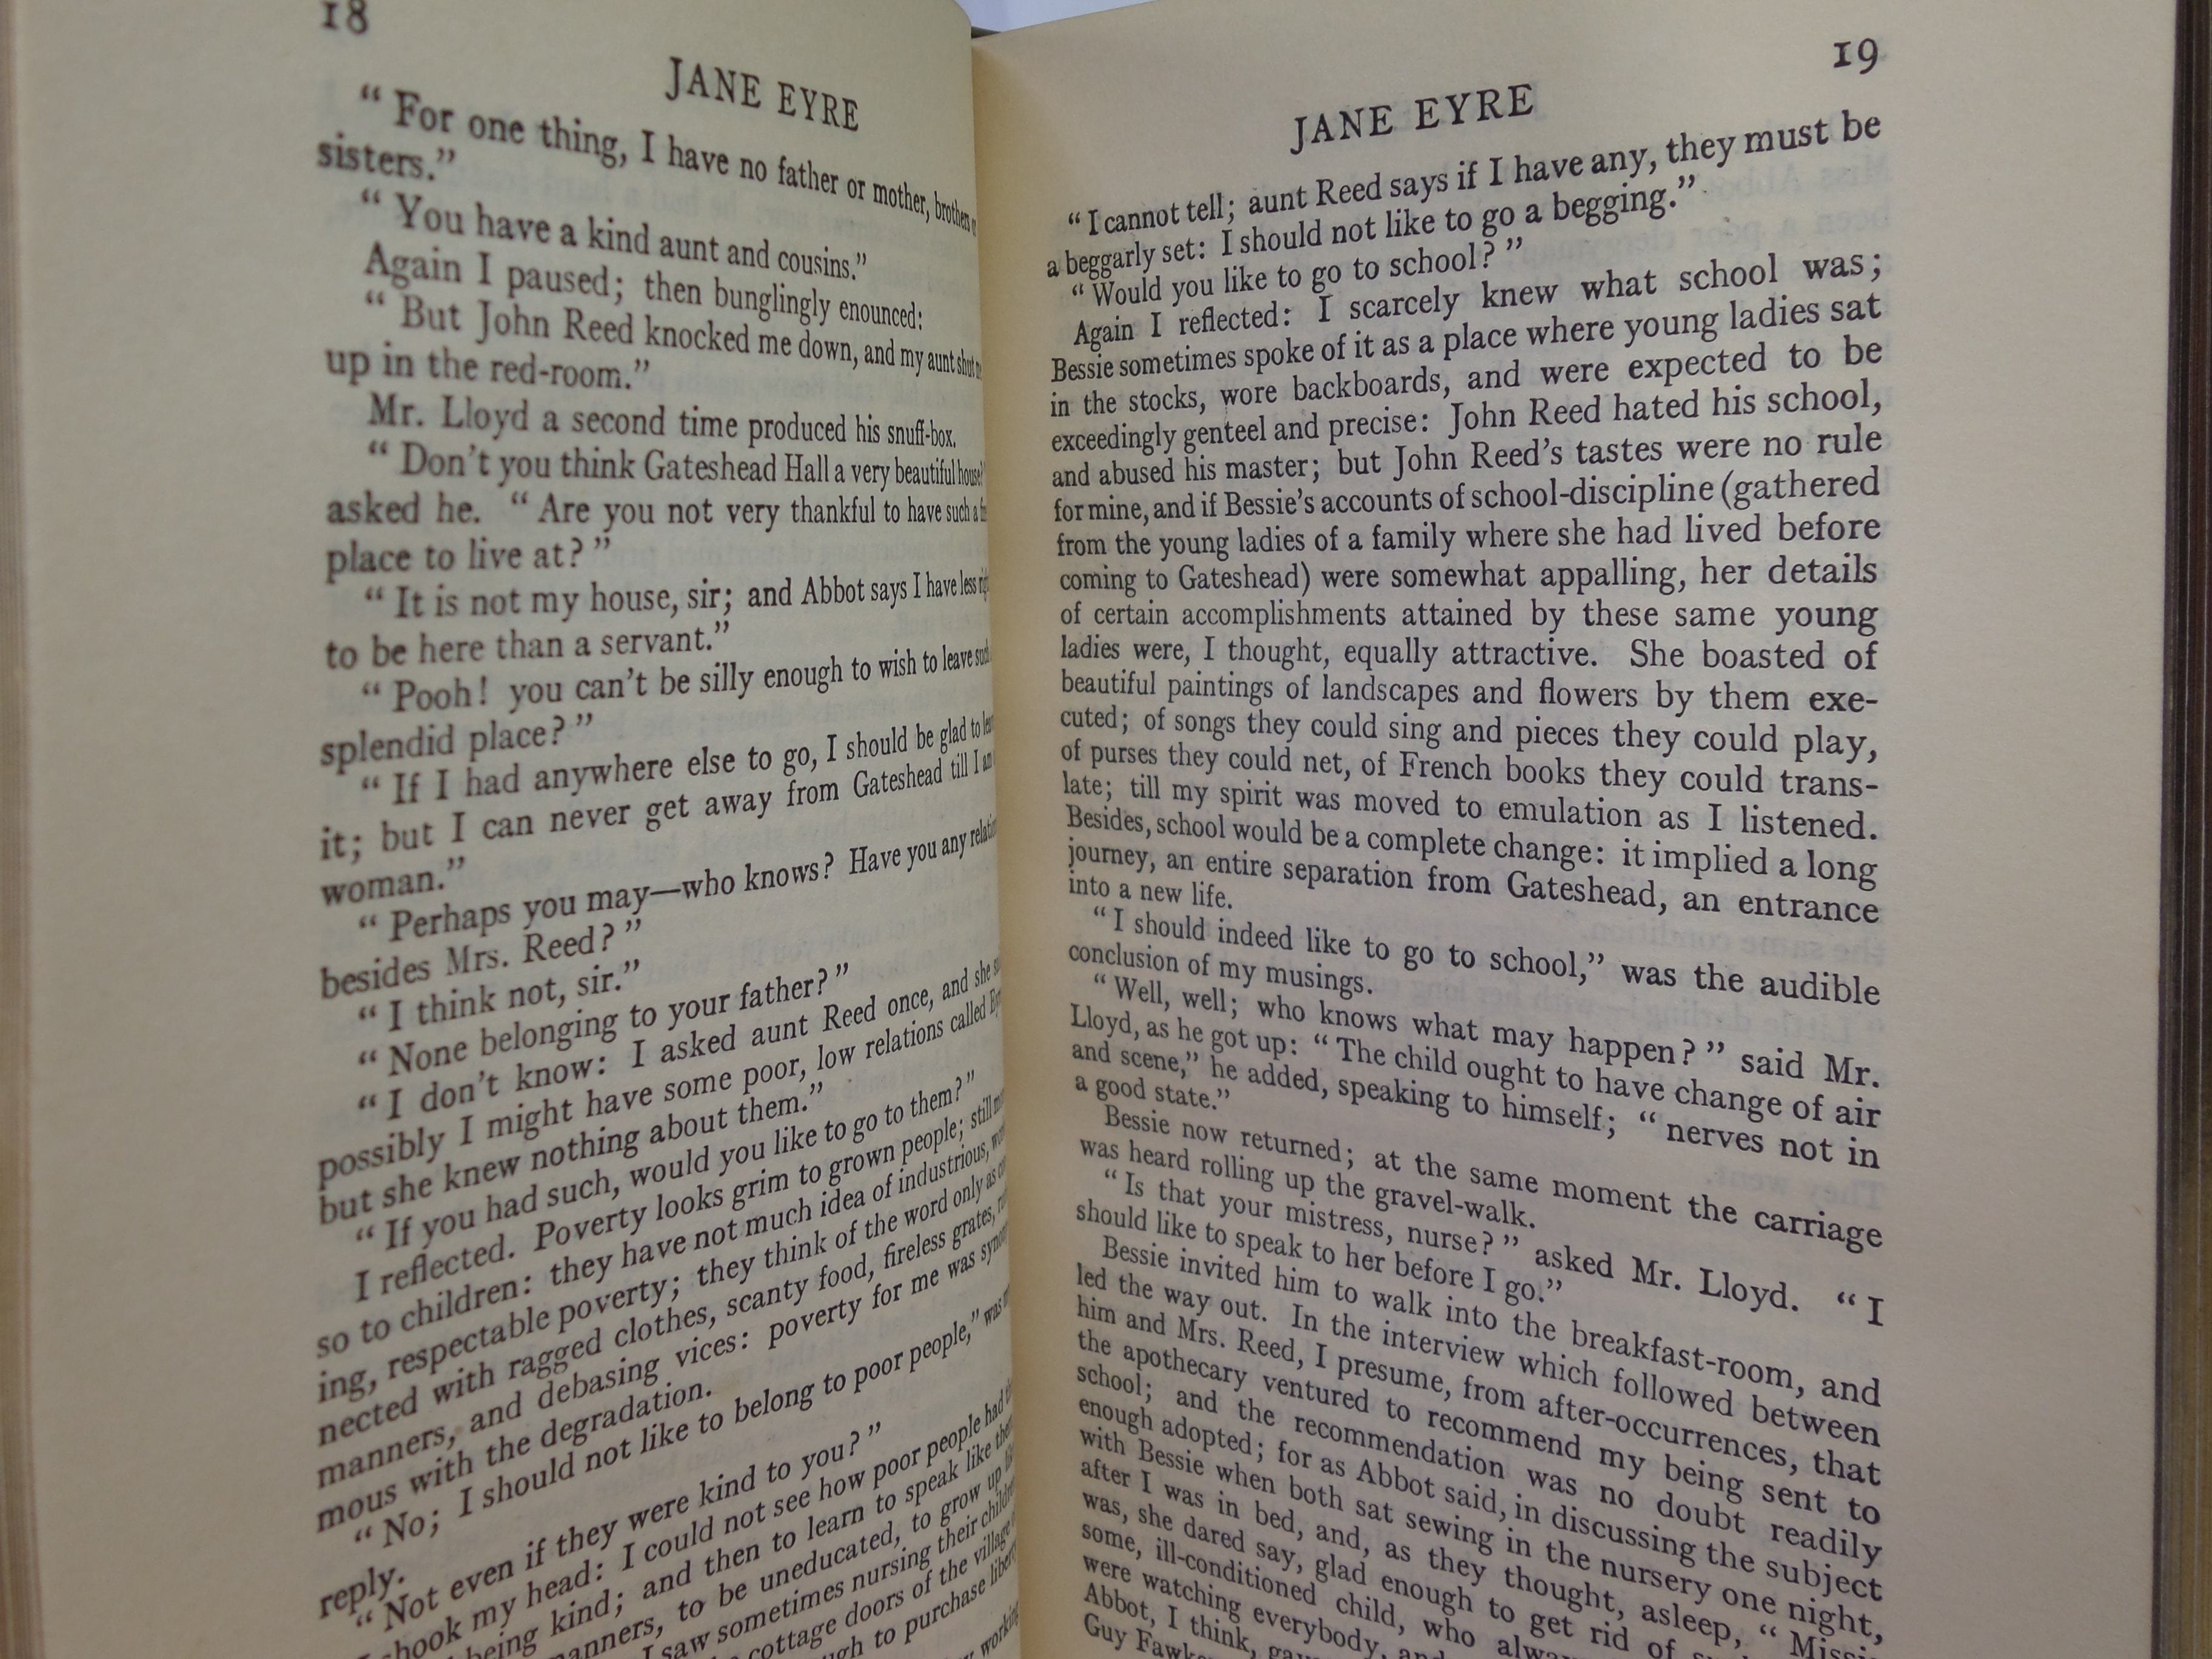 18
JANE EYRE
“ For one thing, I have no father or mother, brothers or
sisters.”
“ You have a kind aunt and cousins.”
Again I paused; then bunglingly enounced:
“ But John Reed knocked me down, and my aunt shut me
up in the red-room.”
Mr. Lloyd a second time produced his snuff-box.
“ Don’t you think Gateshead Hall a very beautiful house?
asked he. “ Are you not very thankful to have such a
place to live at? ”
“ It is not my house, sir; and Abbot says I have less
to be here than a servant.”
“ Pooh! you can’t be silly enough to wish to leave
splendid place? ”
“ If I had anywhere else to go, I should be glad to
it; but I can never get away from Gateshead till I
woman.”
“ Perhaps you may—who knows? Have you any
besides Mrs. Reed? ”
“ I think not, sir.”
“ None belonging to your father? ”
“ I don’t know: I asked aunt Reed once, and she
possibly I might have some poor, low relations called
but she knew nothing about them.”
“ If you had such, would you like to go to them? ”
I reflected. Poverty looks grim to grown people; still
so to children: they have not much idea of industrious,
ing, respectable poverty; they think of the word only as
nected with ragged clothes, scanty food, fireless grates,
manners, and debasing vices: poverty for me was
mous with the degradation.
“ No; I should not like to belong to poor people,” was
reply.
“ Not even if they were kind to you? ”
shook my head: I could not see how poor people had
being kind; and then to learn to speak like
manners, to be uneducated, to grow up
I saw sometimes nursing their
cottage doors of the village
to purchase
19
JANE EYRE
“ I cannot tell; aunt Reed says if I have any, they must be
a beggarly set: I should not like to go a begging.”
“ Would you like to go to school? ”
Again I reflected: I scarcely knew what school was;
Bessie sometimes spoke of it as a place where young ladies sat
in the stocks, wore backboards, and were expected to be
exceedingly genteel and precise: John Reed hated his school,
and abused his master; but John Reed’s tastes were no rule
for mine, and if Bessie’s accounts of school-discipline (gathered
from the young ladies of a family where she had lived before
coming to Gateshead) were somewhat appalling, her details
of certain accomplishments attained by these same young
ladies were, I thought, equally attractive. She boasted of
beautiful paintings of landscapes and flowers by them exe-
cuted; of songs they could sing and pieces they could play,
of purses they could net, of French books they could trans-
late; till my spirit was moved to emulation as I listened.
Besides, school would be a complete change: it implied a long
journey, an entire separation from Gateshead, an entrance
into a new life.
“ I should indeed like to go to school,” was the audible
conclusion of my musings.
“ Well, well; who knows what may happen? ” said Mr.
Lloyd, as he got up: “ The child ought to have change of air
and scene,” he added, speaking to himself; “ nerves not in
a good state.”
Bessie now returned; at the same moment the carriage
was heard rolling up the gravel-walk.
“ Is that your mistress, nurse? ” asked Mr. Lloyd. “ I
should like to speak to her before I go.”
Bessie invited him to walk into the breakfast-room, and
led the way out. In the interview which followed between
him and Mrs. Reed, I presume, from after-occurrences, that
the apothecary ventured to recommend my being sent to
school; and the recommendation was no doubt readily
enough adopted; for as Abbot said, in discussing the subject
with Bessie when both sat sewing in the nursery one night,
after I was in bed, and, as they thought, asleep, “ Missis
was, she dared say, glad enough to get rid of
some, ill-conditioned child, who
were watching everybody,
Abbot, I think,
Guy